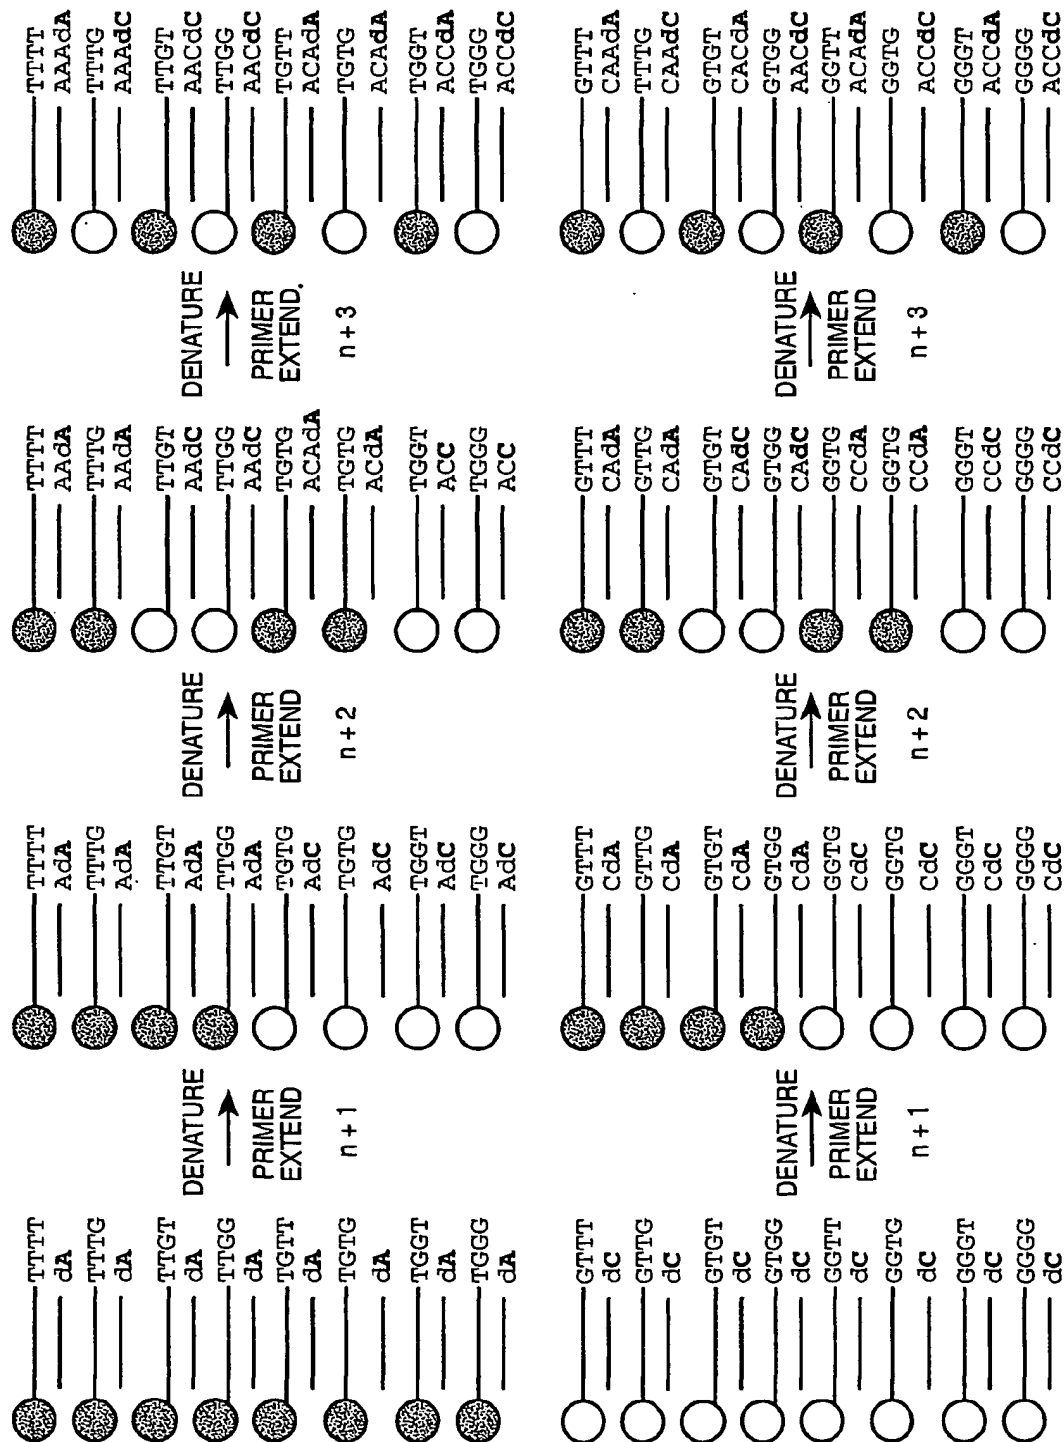 TTTT
dA
TTTG
dA
TTGT
dA
TTGG
dA
TGTT
dA
TGTG
dA
TGGT
dA
TGGG
dA
DENATURE
PRIMER
EXTEND
n+1
TTTT
AdA
TTTG
AdA
TTGT
AdA
TTGG
AdA
TGTG
AdC
TGTG
AdC
TGGT
AdC
TGGG
AdC
DENATURE
PRIMER
EXTEND
n+2
TTTT
AAdA
TTTG
AAdA
TTGT
AAdC
TTGG
AAdC
TGTG
ACAdA
TGTG
ACdA
TGGT
ACC
TGGG
ACC
DENATURE
PRIMER
EXTEND.
n+3
TTTT
AAAdA
TTTG
AAAdC
TTGT
AACdC
TTGG
AACdC
TGTT
ACAdA
TGTG
ACAdA
TGGT
ACCdA
TGGG
ACCdC
GTTT
dC
GTTG
dC
GTGT
dC
GTGG
dC
GGTT
dC
GGTG
dC
GGGT
dC
GGGG
dC
DENATURE
PRIMER
EXTEND
n+1
GTTT
CdA
GTTG
CdA
GTGT
CdA
GTGG
CdA
GGTG
CdC
GGTG
CdC
GGGT
CdC
GGGG
CdC
DENATURE
PRIMER
EXTEND
n+2
GTTT
CAdA
GTTG
CAdA
GTGT
CAdC
GTGG
CAdC
GGTG
CCdA
GGTG
CCdA
GGGT
CCdC
GGGG
CCdC
DENATURE
PRIMER
EXTEND
n+3
GTTT
CAAdA
TTTG
CAAdC
GTGT
CACdA
GTGG
AACdC
GGTT
ACAdA
GGTG
ACCdC
GGGT
ACCdA
GGGG
ACCdC